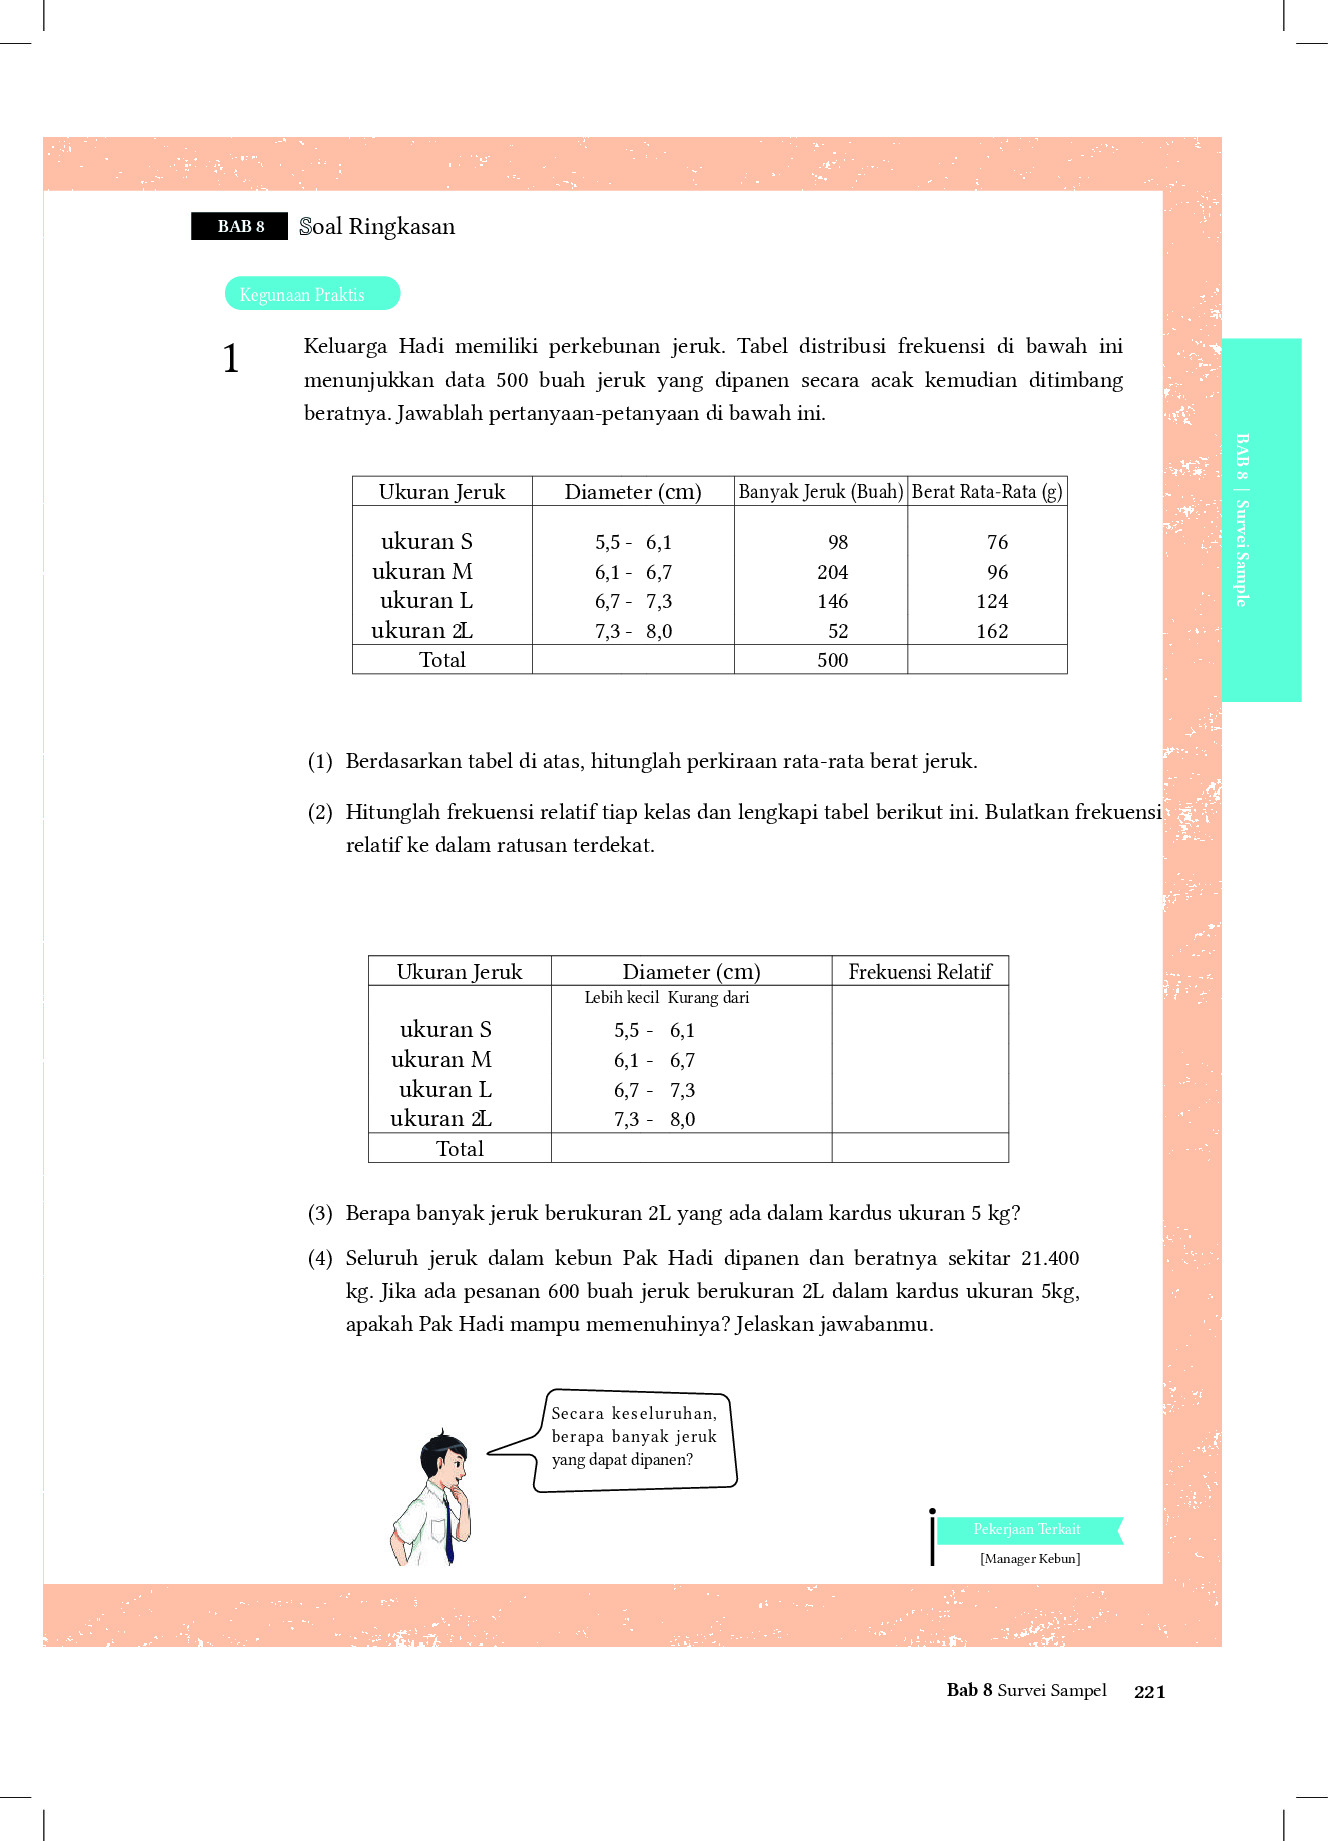 BAB 8 Soal Ringkasan
Kegunaan Praktis
1
Keluarga Hadi memiliki perkebunan jeruk. Tabel distribusi frekuensi di bawah ini
menunjukkan data 500 buah jeruk yang dipanen secara acak kemudian ditimbang
beratnya. Jawablah pertanyaan-petanyaan di bawah ini.
Ukuran Jeruk Diameter (cm) Banyak Jeruk (Buah) Berat Rata-Rata (g)
ukuran S 5,5 - 6,1 98 76
ukuran M 6,1 - 6,7 204 96
ukuran L 6,7 - 7,3 146 124
ukuran 2L 7,3 - 8,0 52 162
Total 500
(1) Berdasarkan tabel di atas, hitunglah perkiraan rata-rata berat jeruk.
(2) Hitunglah frekuensi relatif tiap kelas dan lengkapi tabel berikut ini. Bulatkan frekuensi
relatif ke dalam ratusan terdekat.
Ukuran Jeruk Diameter (cm) Frekuensi Relatif
Lebih kecil Kurang dari
ukuran S 5,5 - 6,1
ukuran M 6,1 - 6,7
ukuran L 6,7 - 7,3
ukuran 2L 7,3 - 8,0
Total
(3) Berapa banyak jeruk berukuran 2L yang ada dalam kardus ukuran 5 kg?
(4) Seluruh jeruk dalam kebun Pak Hadi dipanen dan beratnya sekitar 21.400
kg. Jika ada pesanan 600 buah jeruk berukuran 2L dalam kardus ukuran 5kg,
apakah Pak Hadi mampu memenuhinya? Jelaskan jawabanmu.
Secara keseluruhan,
berapa banyak jeruk
yang dapat dipanen?
Pekerjaan Terkait
[Manager Kebun]
BAB 8 | Survei Sample
Bab 8 Survei Sampel 221